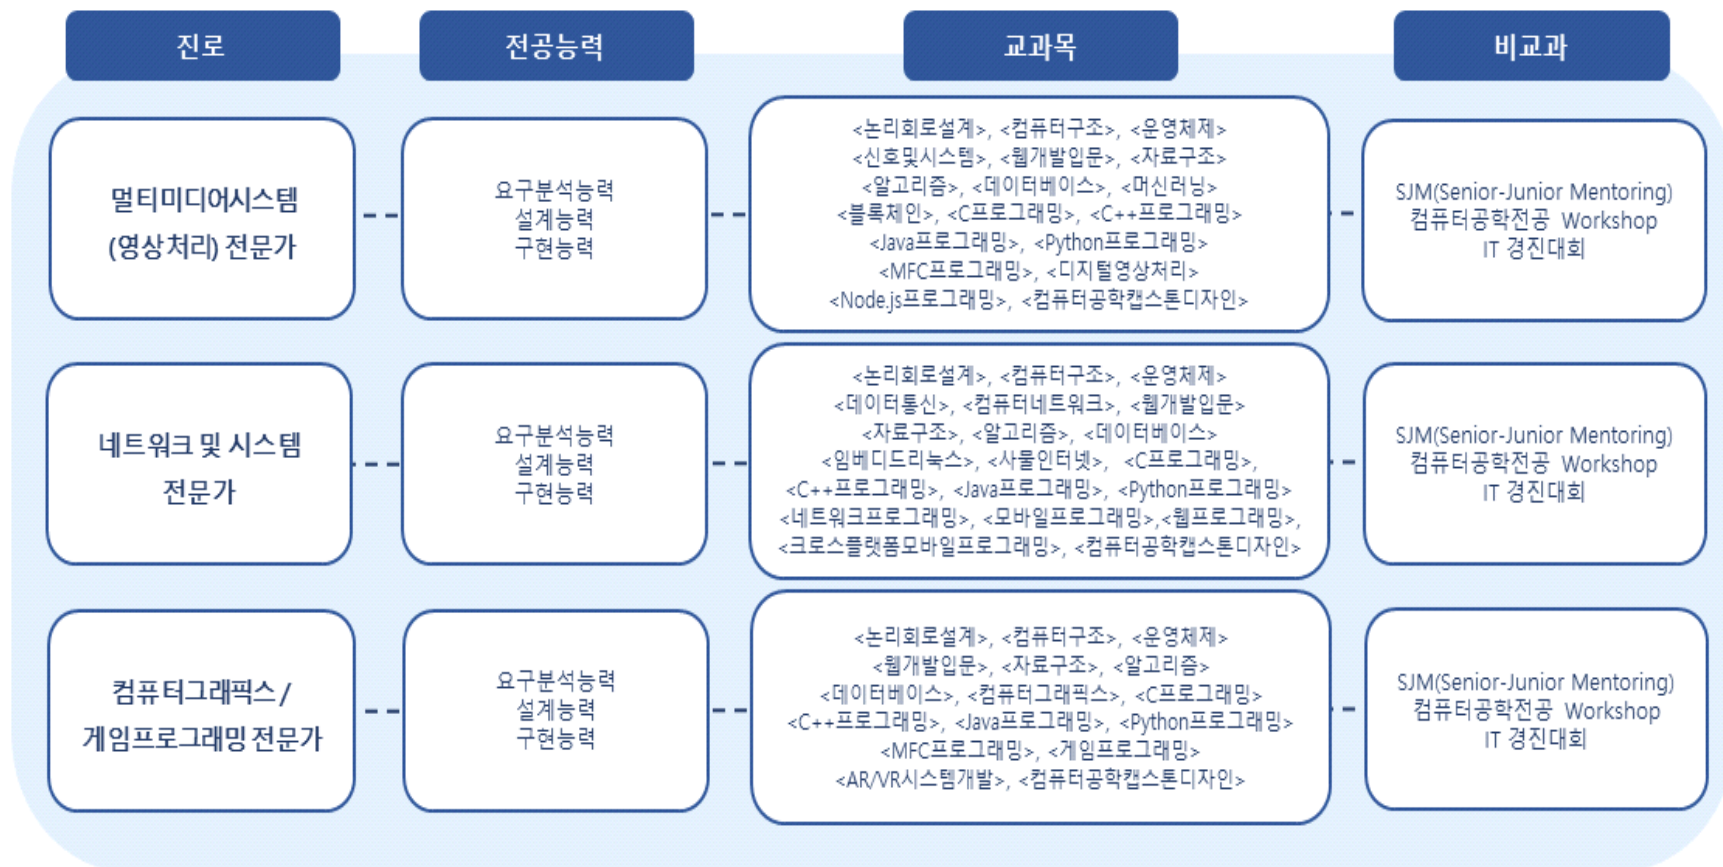 진로
전공능력
교과목
비교과
멀티미디어시스템
(영상처리) 전문가
요구분석능력
설계능력
구현능력
<논리회로설계>, <컴퓨터구조>, <운영체제>
<신호및시스템>, <웹개발입문>, <자료구조>
<알고리즘>, <데이터베이스>, <머신러닝>
<블록체인>, <C프로그래밍>, <C++프로그래밍>
<Java프로그래밍>, <Python프로그래밍>
<MFC프로그래밍>, <디지털영상처리>
<Node.js프로그래밍>, <컴퓨터공학캡스톤디자인>
SJM(Senior-Junior Mentoring)
컴퓨터공학전공 Workshop
IT 경진대회
네트워크 및 시스템
전문가
요구분석능력
설계능력
구현능력
<논리회로설계>, <컴퓨터구조>, <운영체제>
<데이터통신>, <컴퓨터네트워크>, <웹개발입문>
<자료구조>, <알고리즘>, <데이터베이스>
<임베디드리눅스>, <사물인터넷>, <C프로그래밍>,
<C++프로그래밍>, <Java프로그래밍>, <Python프로그래밍>
<네트워크프로그래밍>, <모바일프로그래밍>,<웹프로그래밍>,
<크로스플랫폼모바일프로그래밍>, <컴퓨터공학캡스톤디자인>
SJM(Senior-Junior Mentoring)
컴퓨터공학전공 Workshop
IT 경진대회
컴퓨터그래픽스 /
게임프로그래밍 전문가
요구분석능력
설계능력
구현능력
<논리회로설계>, <컴퓨터구조>, <운영체제>
<웹개발입문>, <자료구조>, <알고리즘>
<데이터베이스>, <컴퓨터그래픽스>, <C프로그래밍>
<C++프로그래밍>, <Java프로그래밍>, <Python프로그래밍>
<MFC프로그래밍>, <게임프로그래밍>
<AR/VR시스템개발>, <컴퓨터공학캡스톤디자인>
SJM(Senior-Junior Mentoring)
컴퓨터공학전공 Workshop
IT 경진대회